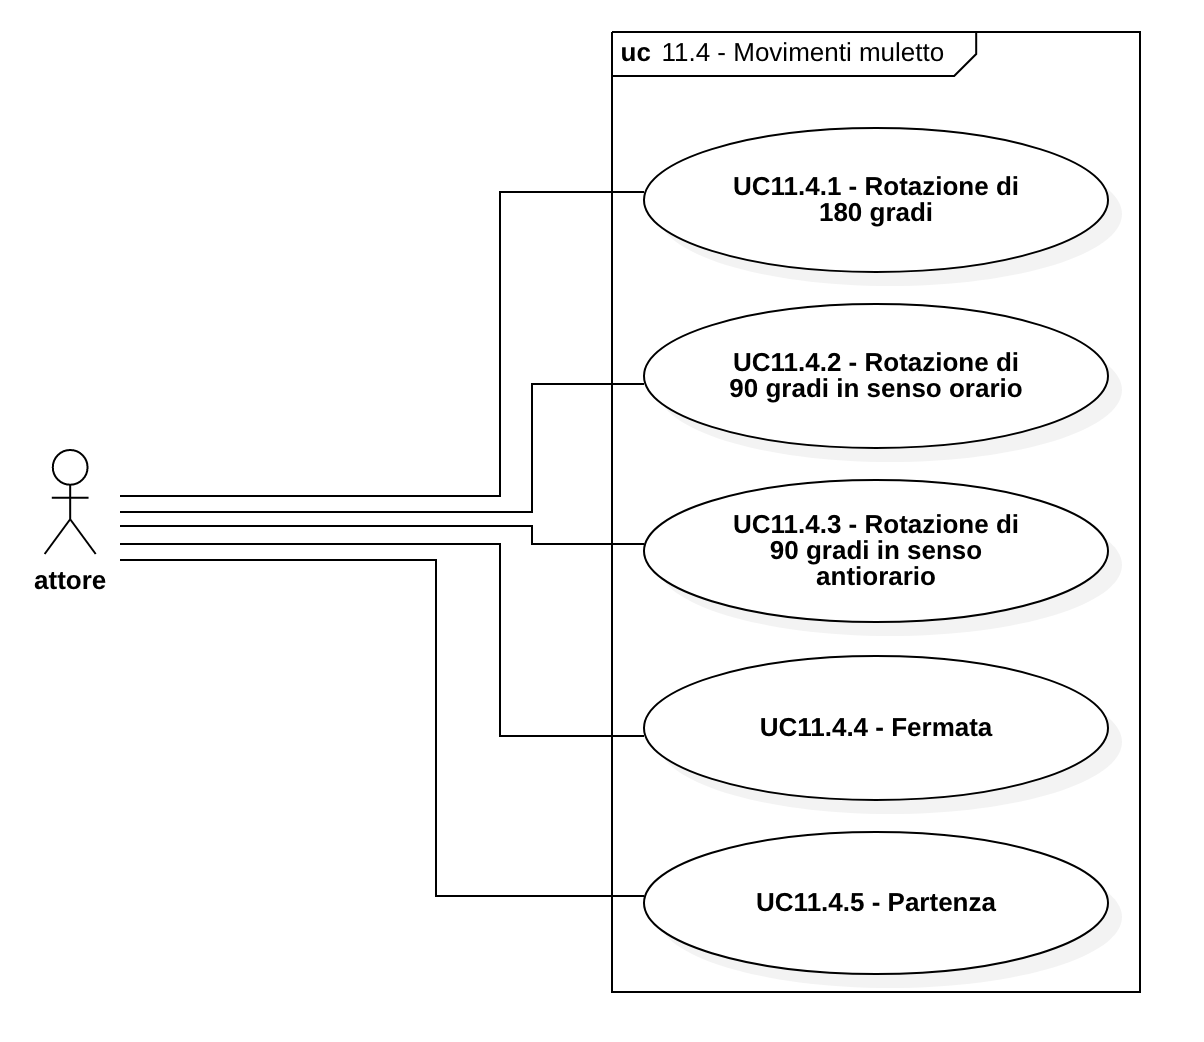 uc 11.4 - Movimenti muletto
UC11.4.1 - Rotazione di
180 gradi
UC11.4.2 - Rotazione di
90 gradi in senso orario
UC11.4.3 - Rotazione di
90 gradi in senso
antiorario
attore
UC11.4.4 - Fermata
UC11.4.5 - Partenza